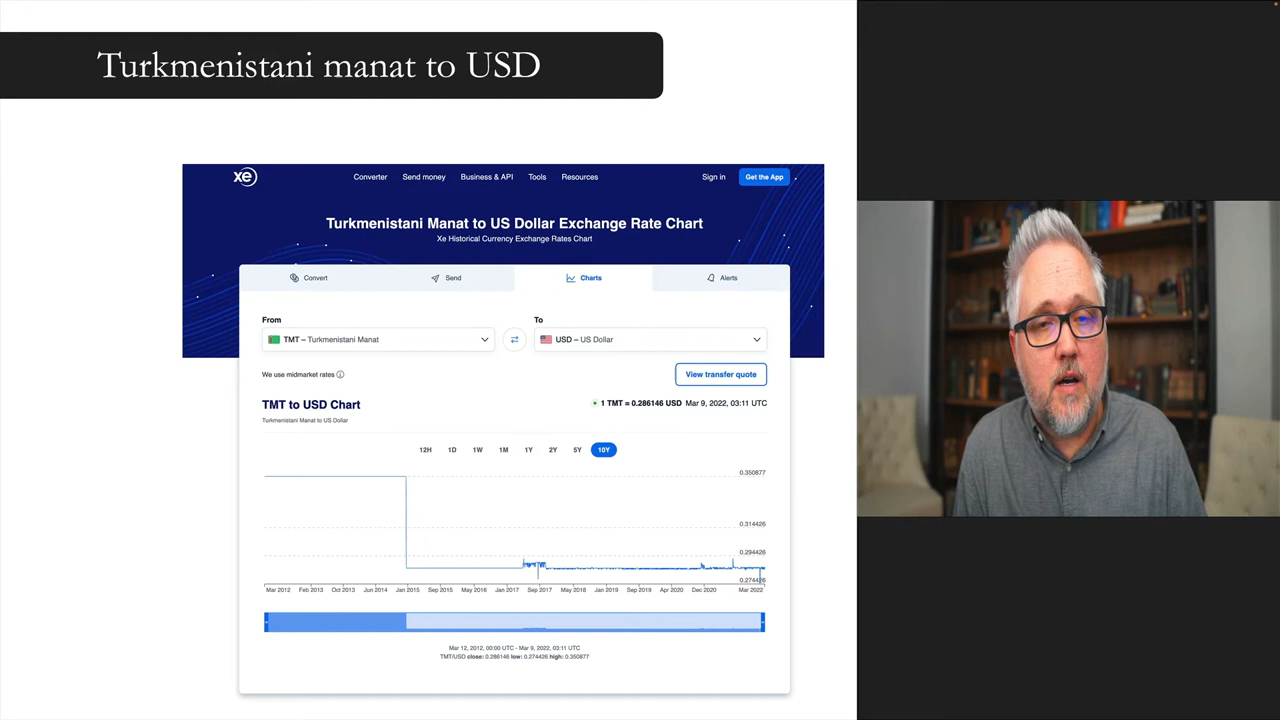 Turkmenistani manat to USD
xe Converter Send money Business & API Tools Resources Sign in Get the App
Turkmenistani Manat to US Dollar Exchange Rate Chart
Xe Historical Currency Exchange Rates Chart
Convert Send Charts Alerts
From To
TMT – Turkmenistani Manat USD – US Dollar
We use midmarket rates View transfer quote
TMT to USD Chart 1 TMT = 0.286146 USD Mar 9, 2022, 03:11 UTC
Turkmenistani Manat to US Dollar
12H 1D 1W 1M 1Y 2Y 5Y 10Y
0.350877
0.314426
0.294426
0.274426
Mar 2012 Feb 2013 Oct 2013 Jun 2014 Jan 2015 Sep 2015 May 2016 Jan 2017 Sep 2017 May 2018 Jan 2019 Sep 2019 Apr 2020 Dec 2020 Mar 2022
Mar 12, 2012, 00:00 UTC - Mar 9, 2022, 03:11 UTC
TMT/USD close: 0.286146 low: 0.274426 high: 0.350877